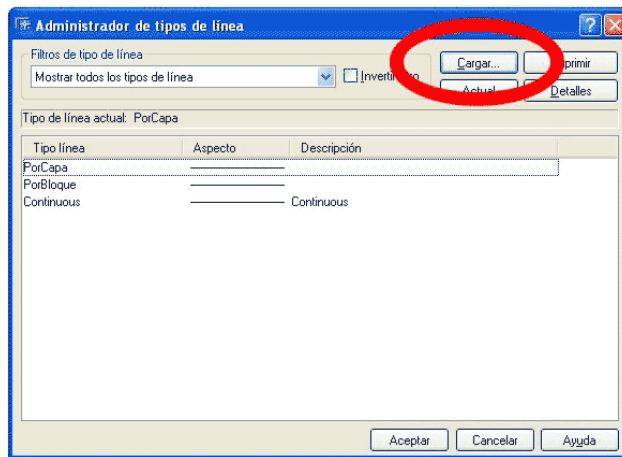 Administrador de tipos de línea
Filtros de tipo de línea
Mostrar todos los tipos de línea
Cargar...
Actual
Detalles
Tipo de línea actual: PorCapa
Tipo línea Aspecto Descripción
PorCapa
PorBloque
Continuous Continuous
Aceptar Cancelar Ayuda